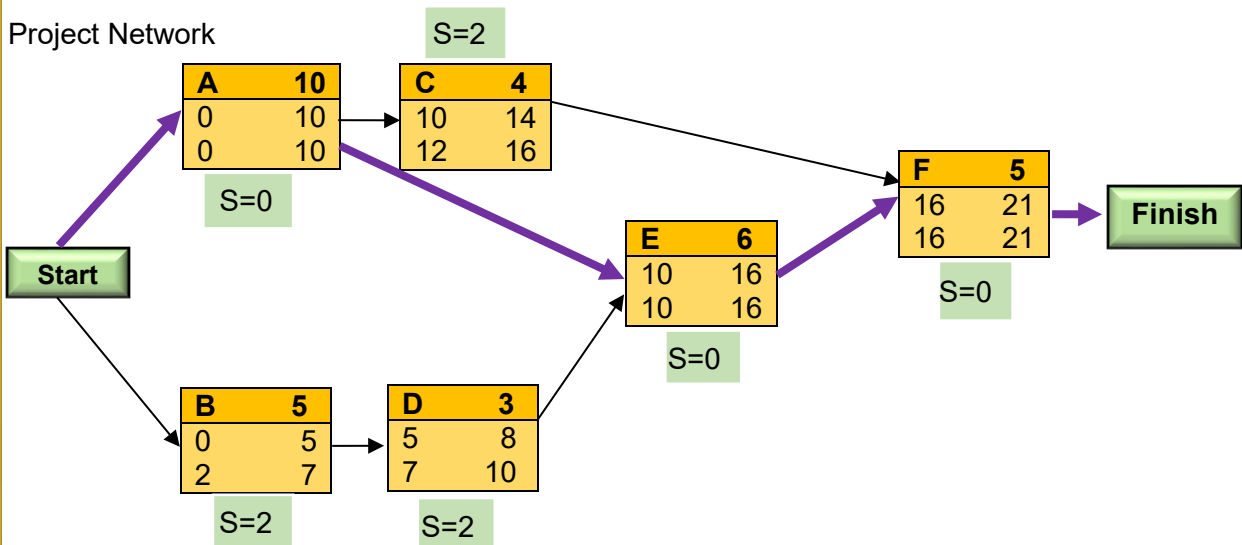 Project Network
S=2
A 10
0 10
0 10
S=0
C 4
10 14
12 16
F 5
16 21
16 21
S=0
Finish
Start
E 6
10 16
10 16
S=0
B 5
0 5
2 7
S=2
D 3
5 8
7 10
S=2